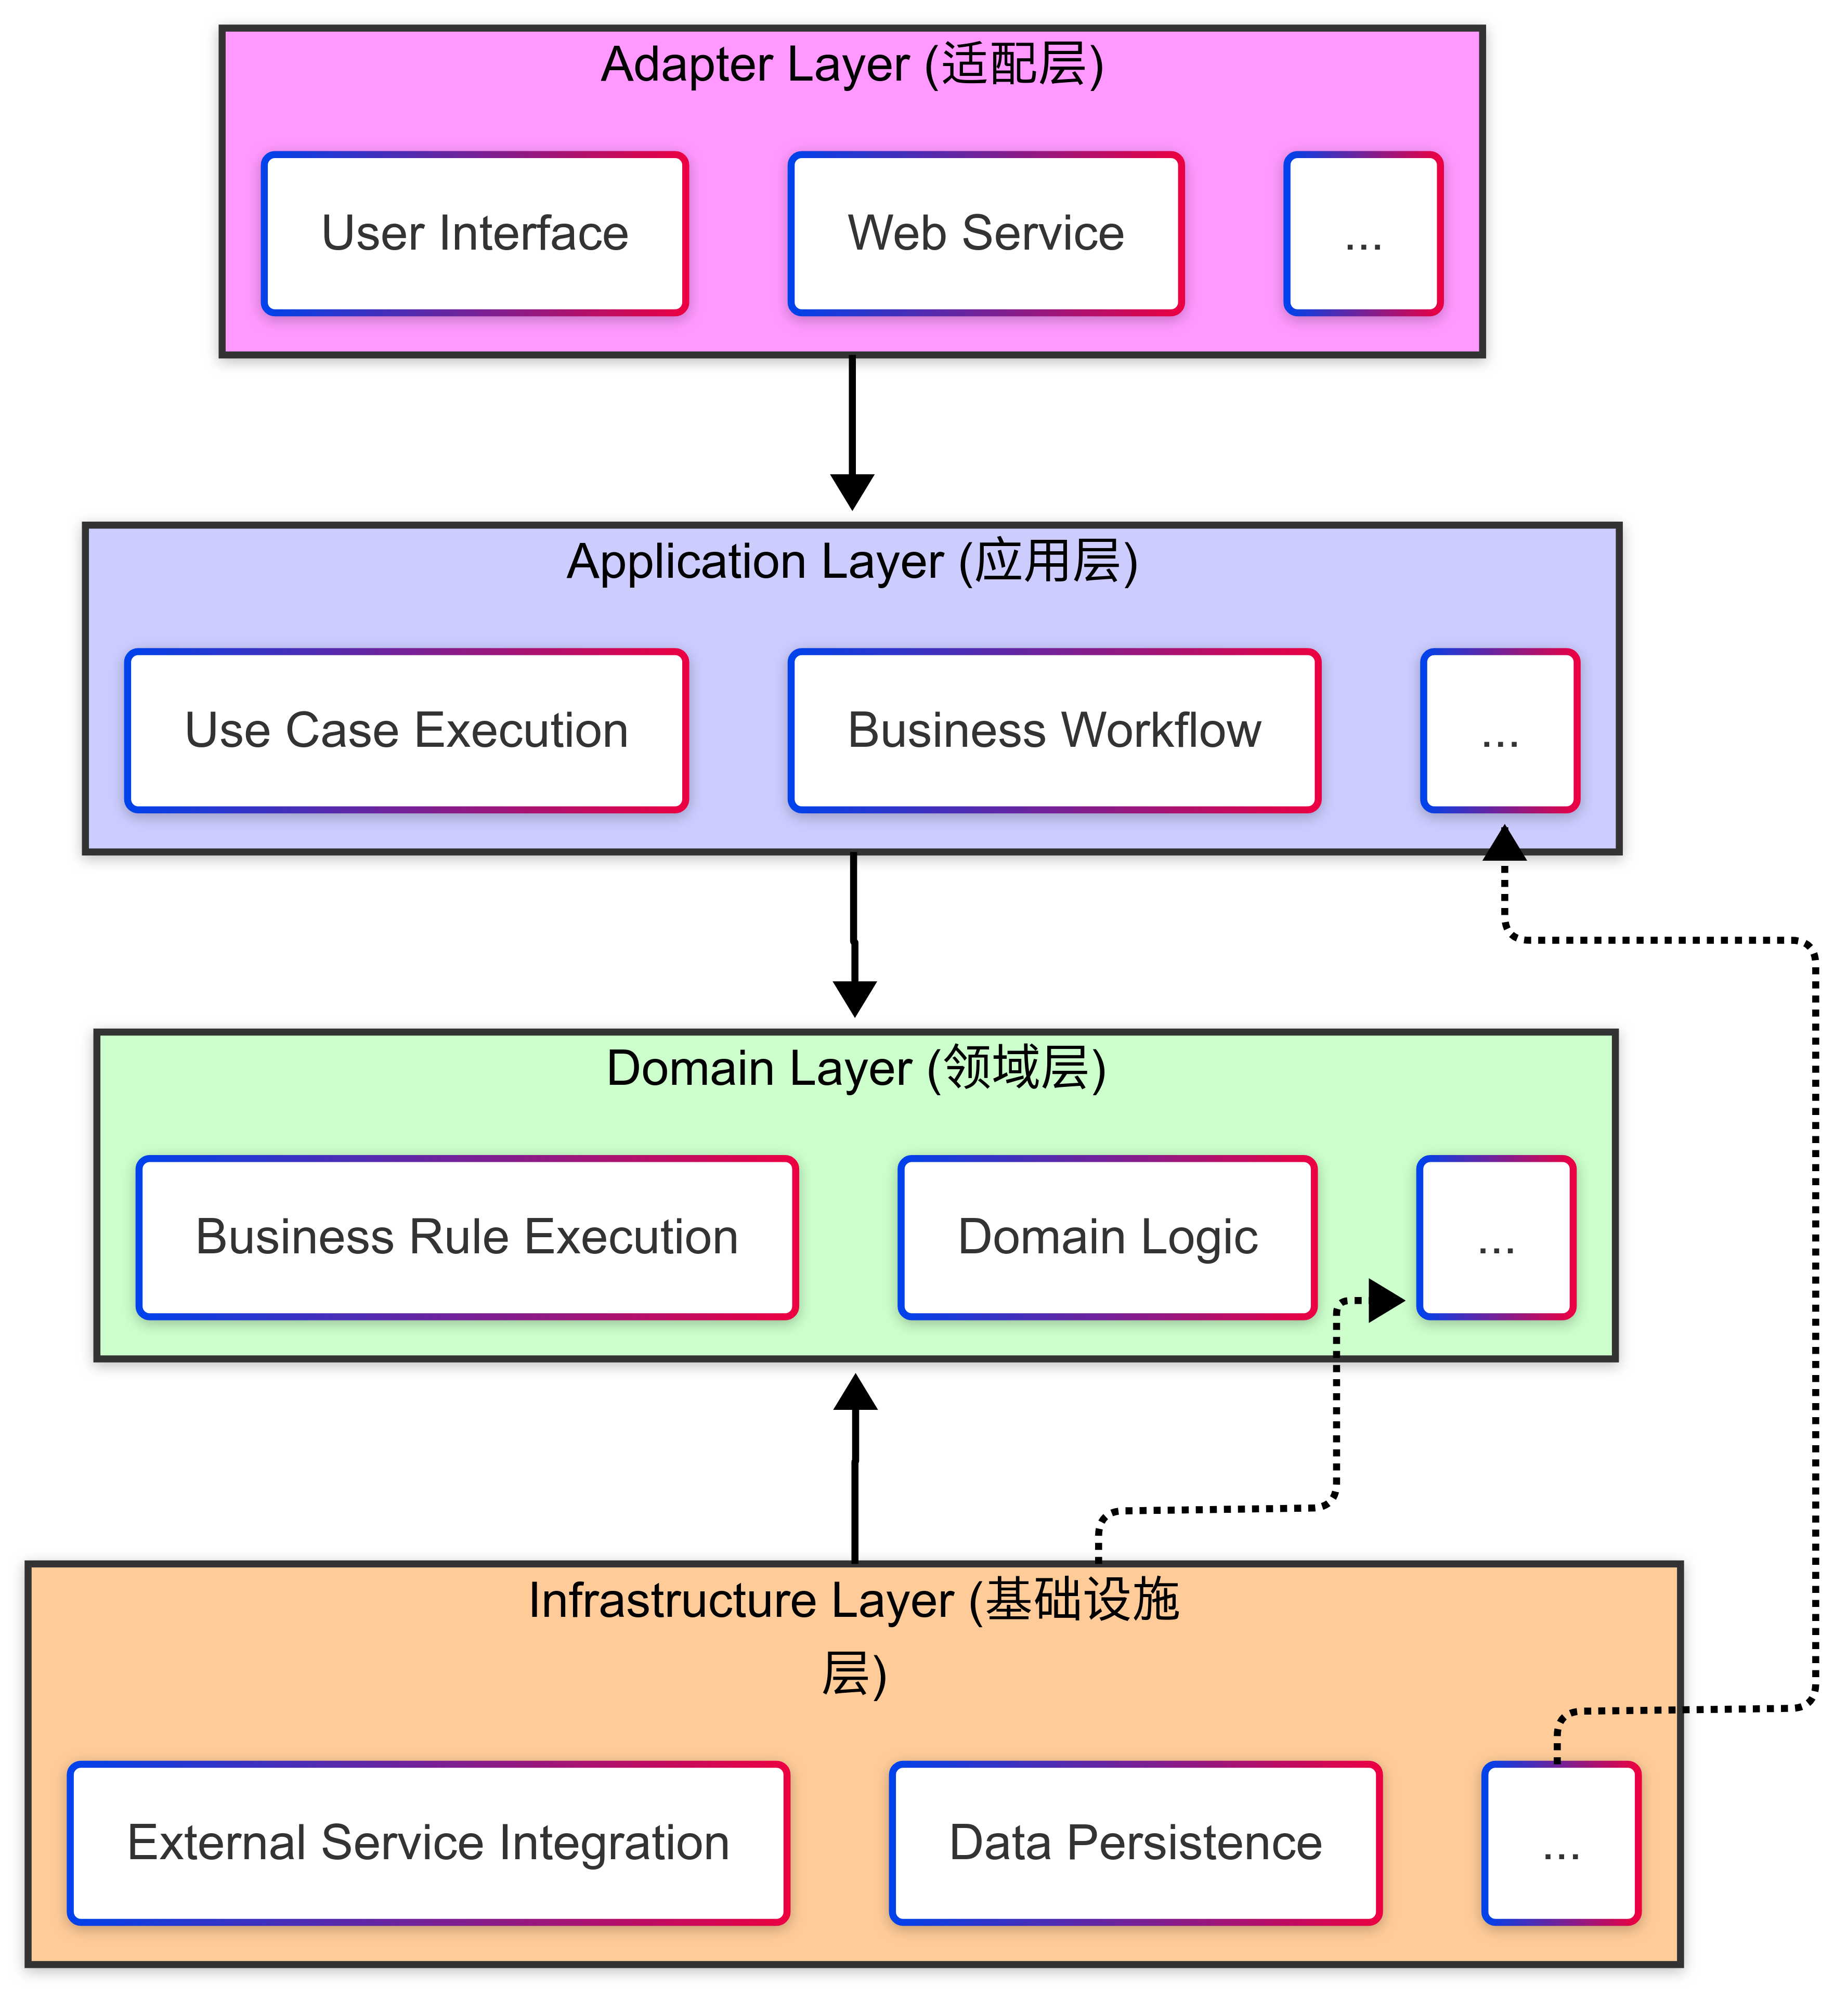 Adapter Layer (适配层)
User Interface
Web Service
...
Application Layer (应用层)
Use Case Execution
Business Workflow
...
Domain Layer (领域层)
Business Rule Execution
Domain Logic
...
Infrastructure Layer (基础设施
层)
External Service Integration
Data Persistence
...